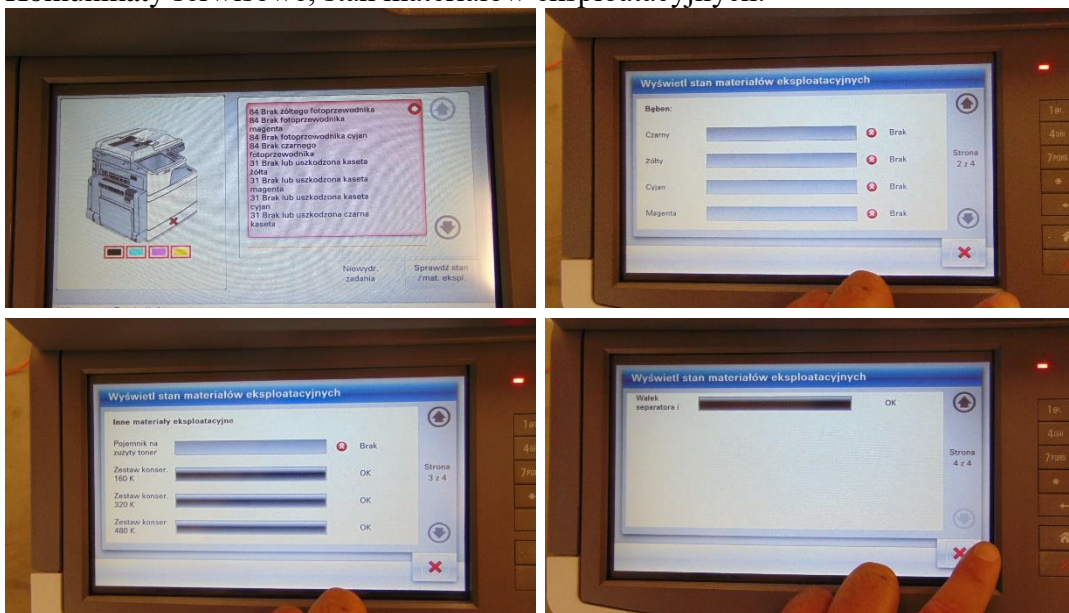 84 Brak żółtego fotoprzewodnika
84 Brak fotoprzewodnika
magenta
84 Brak fotoprzewodnika cyjan
84 Brak czarnego
fotoprzewodnika
31 Brak lub uszkodzona kaseta
żółta
31 Brak lub uszkodzona kaseta
magenta
31 Brak lub uszkodzona kaseta
cyjan
31 Brak lub uszkodzona czarna
kaseta
Niewydr.
zadania
Sprawdź stan
/mat. ekspl.
Wyświetl stan materiałów eksploatacyjnych
Bęben:
Czarny Brak
Żółty Brak
Cyjan Brak
Magenta Brak
Strona
2 z 4
Wyświetl stan materiałów eksploatacyjnych
Inne materiały eksploatacyjne
Pojemnik na
zużyty toner Brak
Zestaw konser.
160 K OK
Zestaw konser.
320 K OK
Zestaw konser.
480 K OK
Strona
3 z 4
Wyświetl stan materiałów eksploatacyjnych
Wałek
separatora i OK
Strona
4 z 4